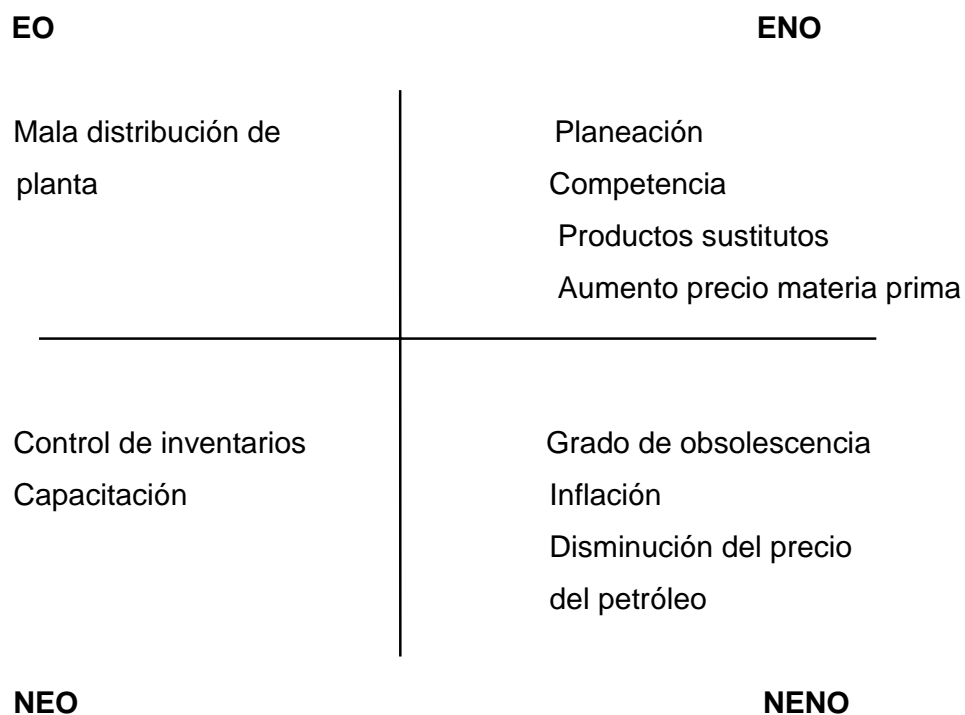 EO
ENO
Mala distribución de
planta
Planeación
Competencia
Productos sustitutos
Aumento precio materia prima
Control de inventarios
Capacitación
Grado de obsolescencia
Inflación
Disminución del precio
del petróleo
NEO
NENO